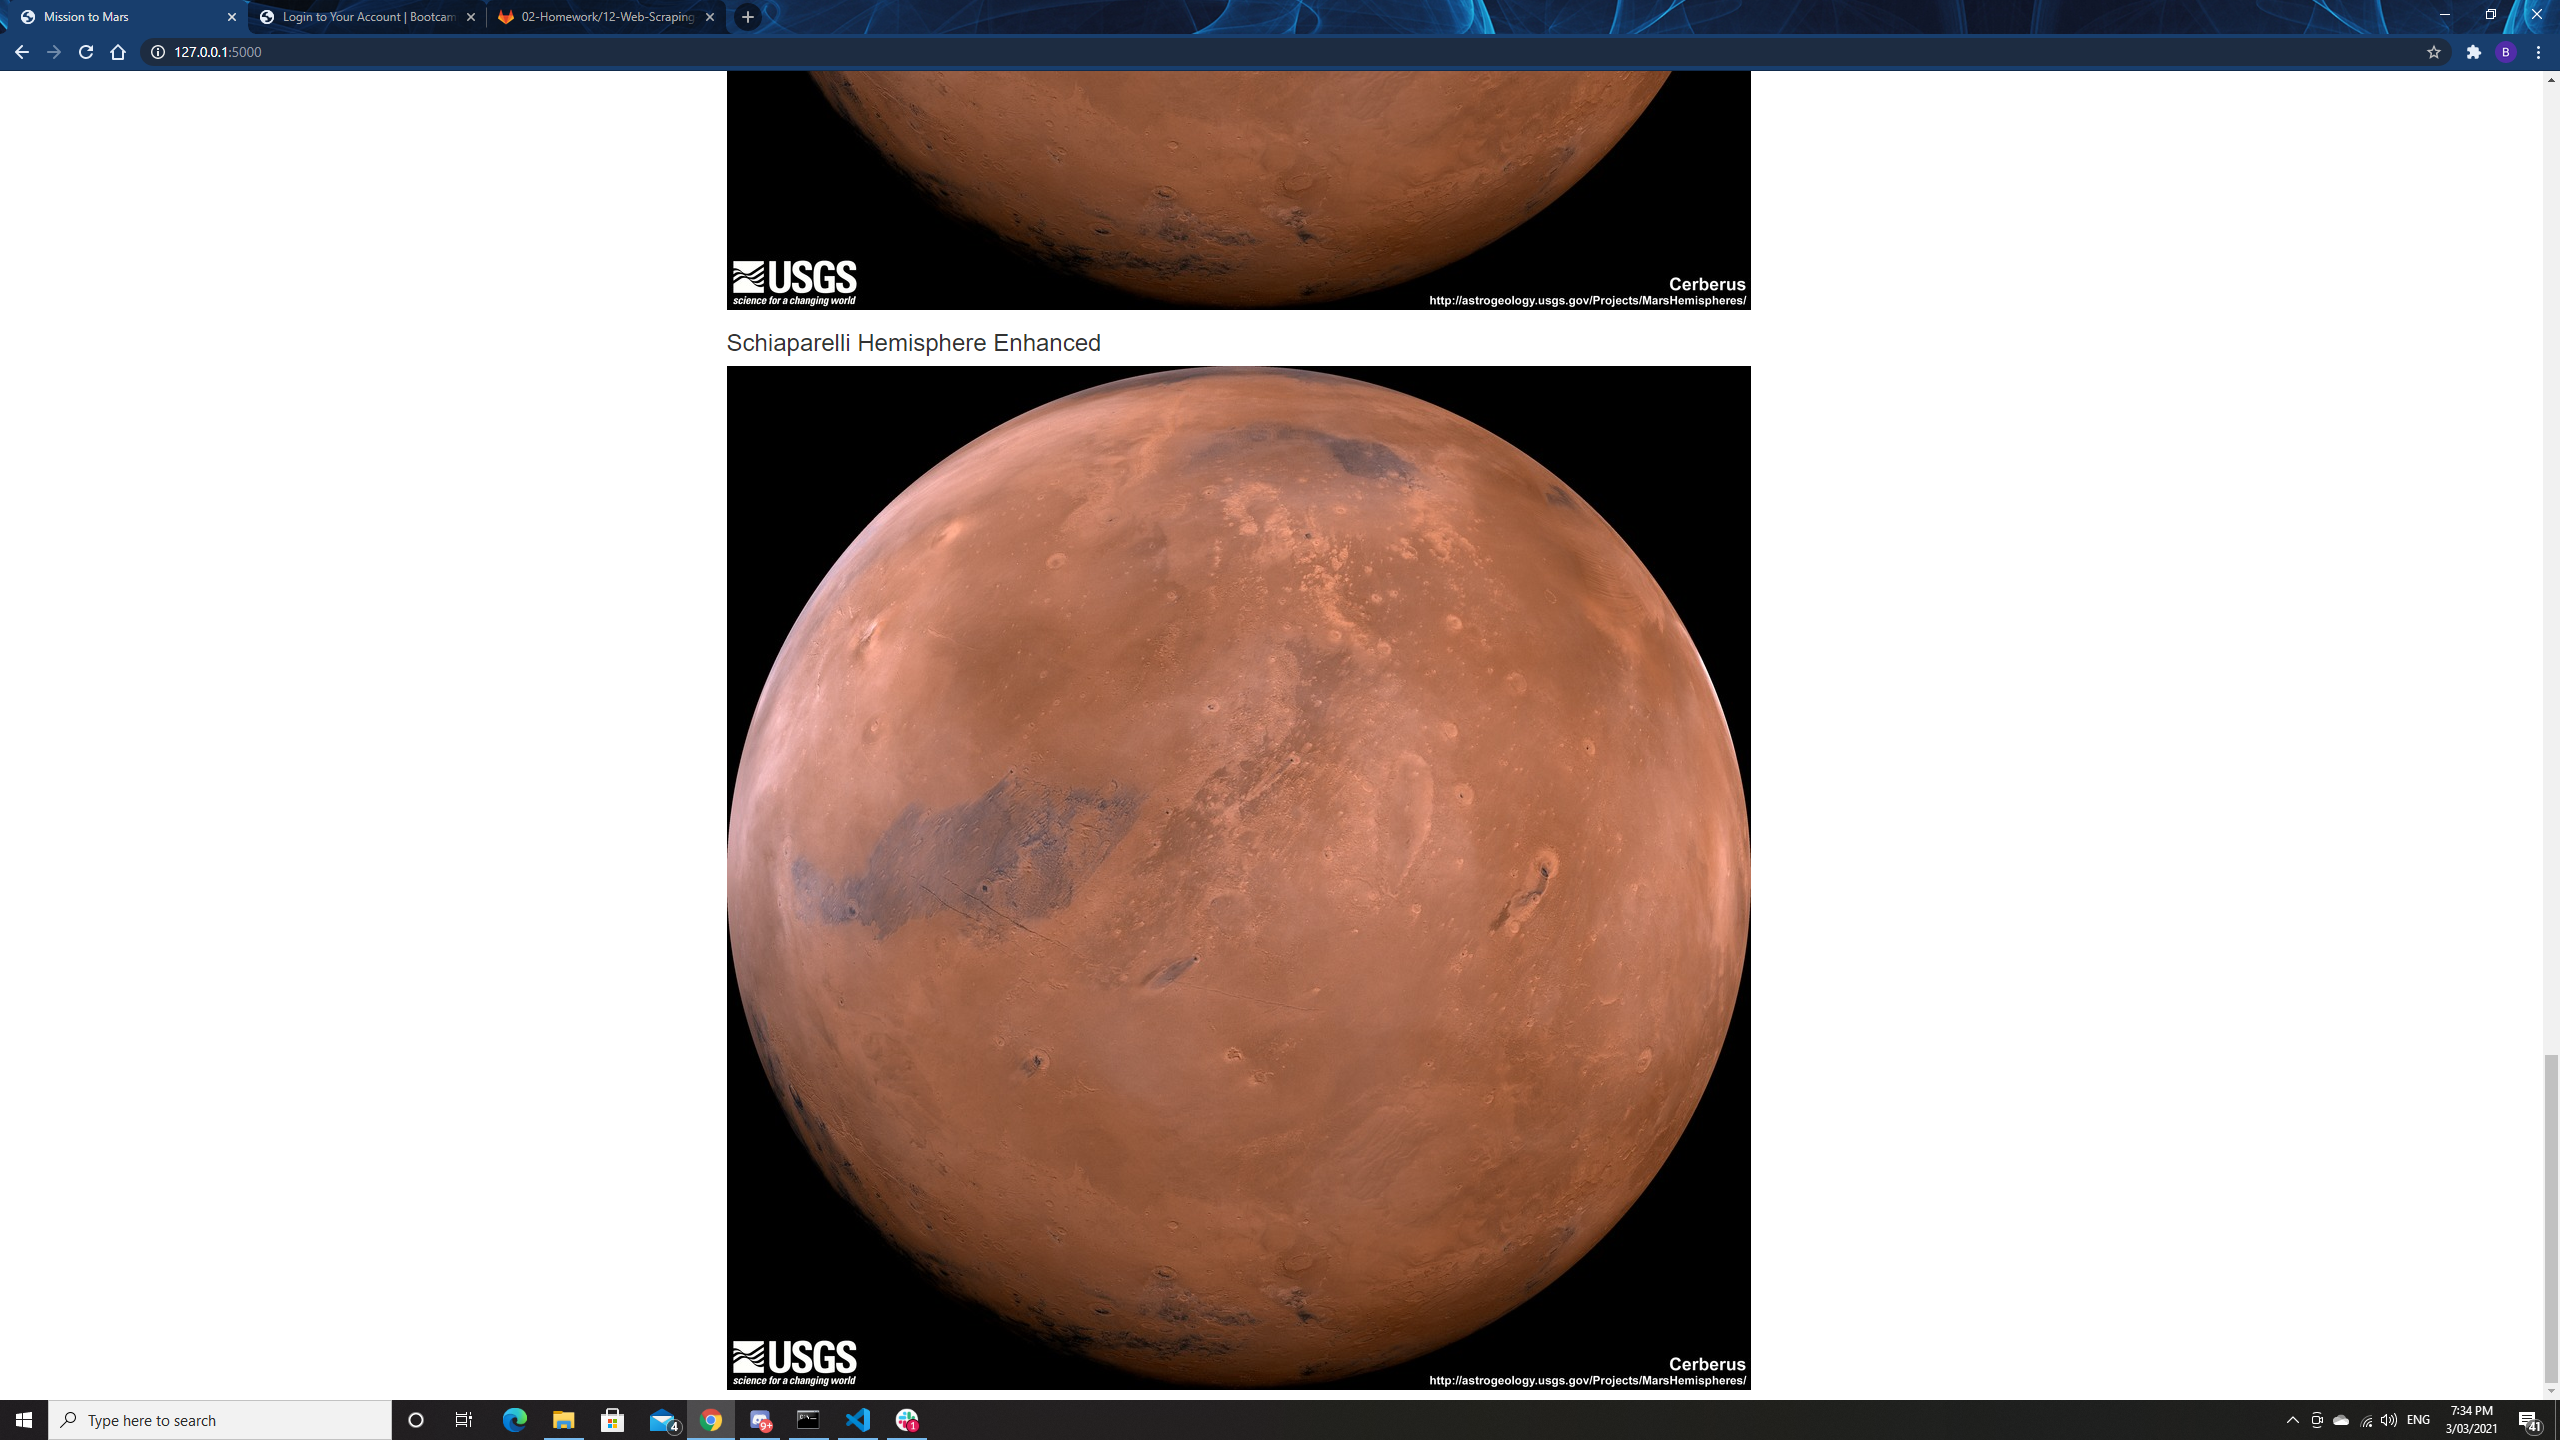 Mission to Mars
Login to Your Account | Bootcam
02-Homework/12-Web-Scraping
127.0.0.1:5000
B
USGS
science for a changing world
Cerberus
http://astrogeology.usgs.gov/Projects/MarsHemispheres/
Schiaparelli Hemisphere Enhanced
USGS
science for a changing world
Cerberus
http://astrogeology.usgs.gov/Projects/MarsHemispheres/
Type here to search
4
9+
1
ENG
7:34 PM
3/03/2021
41